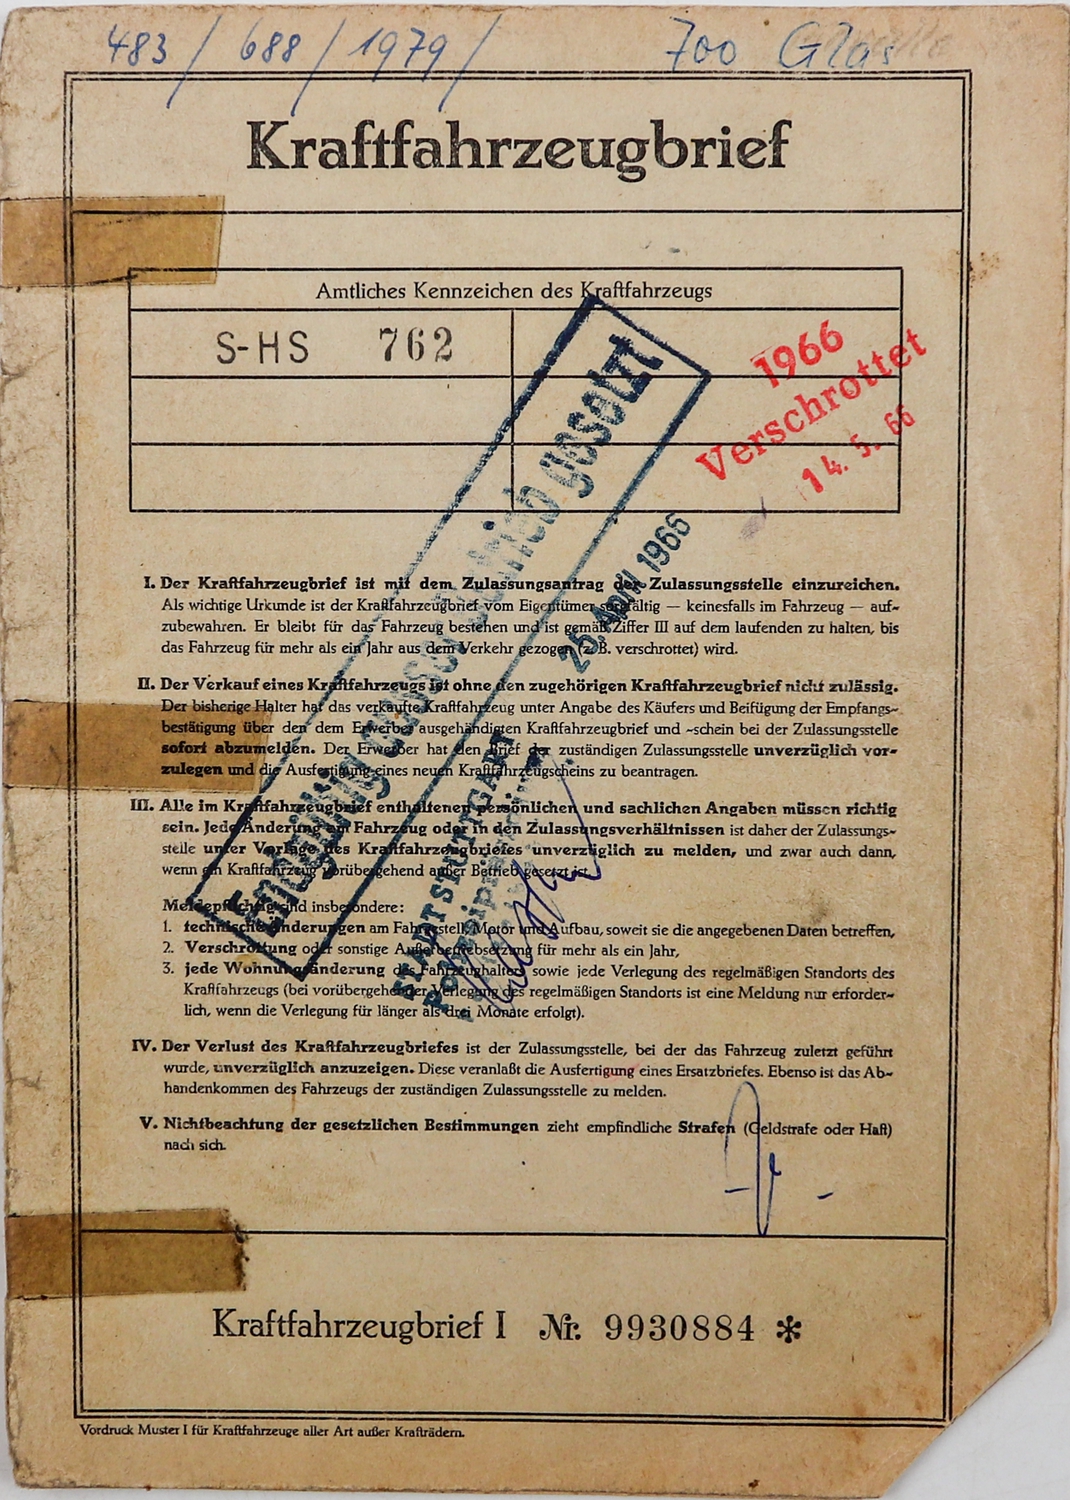 483 / 688 / 1979 /
700 Glas
Kraftfahrzeugbrief
Amtliches Kennzeichen des Kraftfahrzeugs
S-HS 762
1966
Verschrottet
14. 5. 66
Endgültig außer Betrieb gesetzt
25. April 1966
STADT STUTTGART
I. Der Kraftfahrzeugbrief ist mit dem Zulassungsantrag der Zulassungsstelle einzureichen.
Als wichtige Urkunde ist der Kraftfahrzeugbrief vom Eigentümer sorgfältig — keinesfalls im Fahrzeug — auf-
zubewahren. Er bleibt für das Fahrzeug bestehen und ist gemäß Ziffer III auf dem laufenden zu halten, bis
das Fahrzeug für mehr als ein Jahr aus dem Verkehr gezogen (z. B. verschrottet) wird.
II. Der Verkauf eines Kraftfahrzeugs ist ohne den zugehörigen Kraftfahrzeugbrief nicht zulässig.
Der bisherige Halter hat das verkaufte Kraftfahrzeug unter Angabe des Käufers und Beifügung der Empfangs-
bestätigung über den dem Erwerber ausgehändigten Kraftfahrzeugbrief und -schein bei der Zulassungsstelle
sofort abzumelden. Der Erwerber hat den Brief der zuständigen Zulassungsstelle unverzüglich vor-
zulegen und die Ausfertigung eines neuen Kraftfahrzeugscheins zu beantragen.
III. Alle im Kraftfahrzeugbrief enthaltenen persönlichen und sachlichen Angaben müssen richtig
sein. Jede Änderung am Fahrzeug oder in den Zulassungsverhältnissen ist daher der Zulassungs-
stelle unter Vorlage des Kraftfahrzeugbriefes unverzüglich zu melden, und zwar auch dann,
wenn ein Kraftfahrzeug vorübergehend außer Betrieb gesetzt ist.
Meldepflichtig sind insbesondere:
1. technische Änderungen am Fahrgestell, Motor und Aufbau, soweit sie die angegebenen Daten betreffen,
2. Verschrottung oder sonstige Außerbetriebsetzung für mehr als ein Jahr,
3. jede Wohnungsänderung des Fahrzeughalters sowie jede Verlegung des regelmäßigen Standorts des
Kraftfahrzeugs (bei vorübergehender Verlegung des regelmäßigen Standorts ist eine Meldung nur erforder-
lich, wenn die Verlegung für länger als drei Monate erfolgt).
IV. Der Verlust des Kraftfahrzeugbriefes ist der Zulassungsstelle, bei der das Fahrzeug zuletzt geführt
wurde, unverzüglich anzuzeigen. Diese veranlaßt die Ausfertigung eines Ersatzbriefes. Ebenso ist das Ab-
handenkommen des Fahrzeugs der zuständigen Zulassungsstelle zu melden.
V. Nichtbeachtung der gesetzlichen Bestimmungen zieht empfindliche Strafen (Geldstrafe oder Haft)
nach sich.
Kraftfahrzeugbrief I Nr. 9930884 *
Vordruck Muster I für Kraftfahrzeuge aller Art außer Krafträdern.